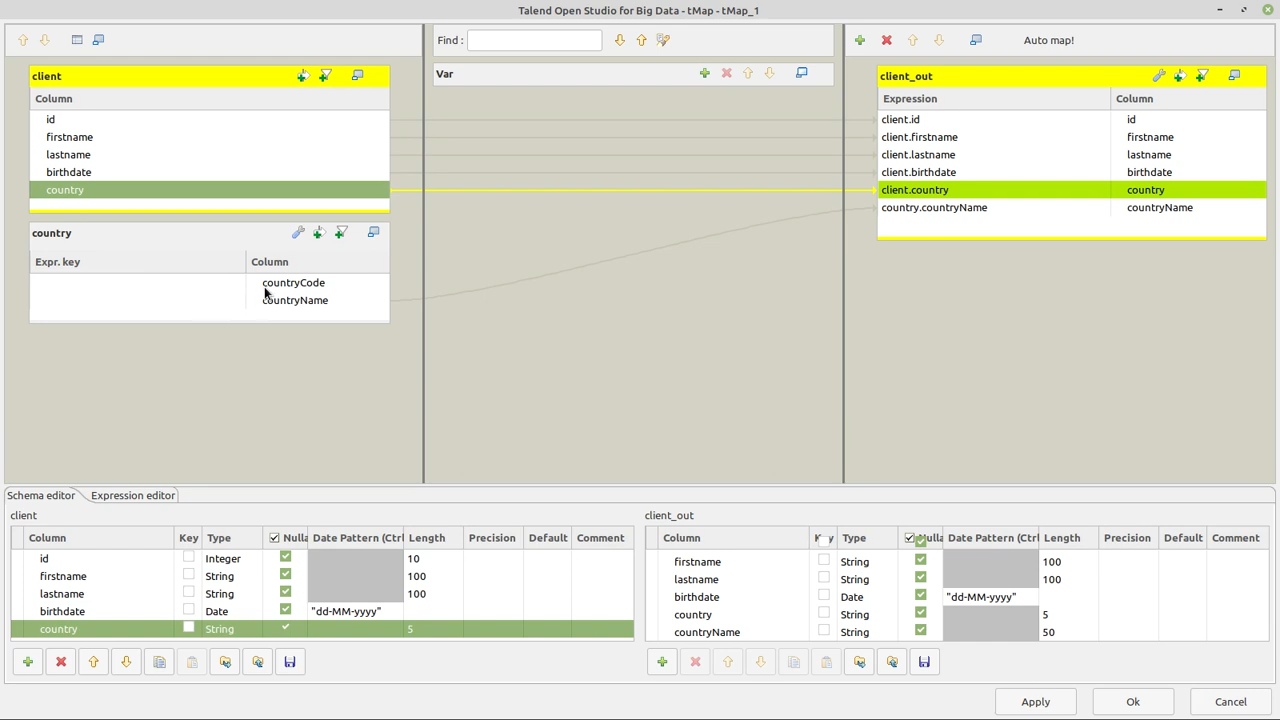 Talend Open Studio for Big Data - tMap - tMap_1
Find :
Auto map!
client
Column
id
firstname
lastname
birthdate
country
country
Expr. key Column
countryCode
countryName
Var
client_out
Expression Column
client.id id
client.firstname firstname
client.lastname lastname
client.birthdate birthdate
client.country country
country.countryName countryName
Schema editor Expression editor
client
Column Key Type Nulla Date Pattern (Ctrl Length Precision Default Comment
id Integer 10
firstname String 100
lastname String 100
birthdate Date "dd-MM-yyyy"
country String 5
client_out
Column Key Type Nulla Date Pattern (Ctrl Length Precision Default Comment
firstname String 100
lastname String 100
birthdate Date "dd-MM-yyyy"
country String 5
countryName String 50
Apply Ok Cancel